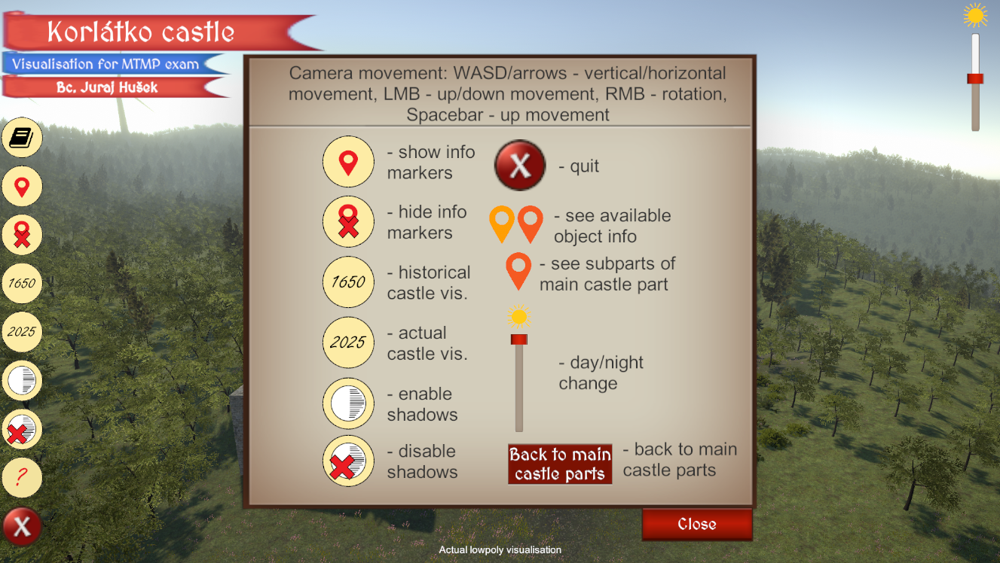 Korlátko castle
Visualisation for MTMP exam
Bc. Juraj Hušek
Camera movement: WASD/arrows - vertical/horizontal
movement, LMB - up/down movement, RMB - rotation,
Spacebar - up movement
- show info
markers
- hide info
markers
1650
- historical
castle vis.
2025
- actual
castle vis.
- enable
shadows
- disable
shadows
X
- quit
- see available
object info
- see subparts of
main castle part
- day/night
change
Back to main
castle parts
- back to main
castle parts
1650
2025
?
X
Close
Actual lowpoly visualisation